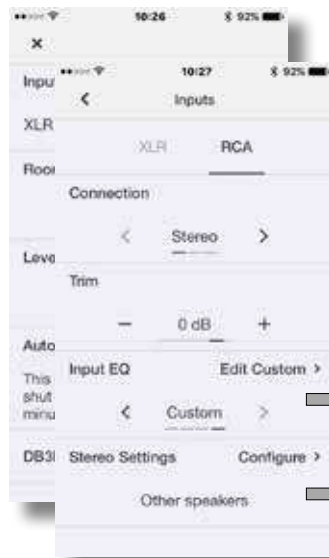 10:26 92%
×
Inpu
XLR
Leve
Auto
This
shut
minu
DB3
10:27 92%
< Inputs
XLR RCA
Connection
< Stereo >
Trim
− 0 dB +
Input EQ Edit Custom >
< Custom >
Stereo Settings Configure >
Other speakers